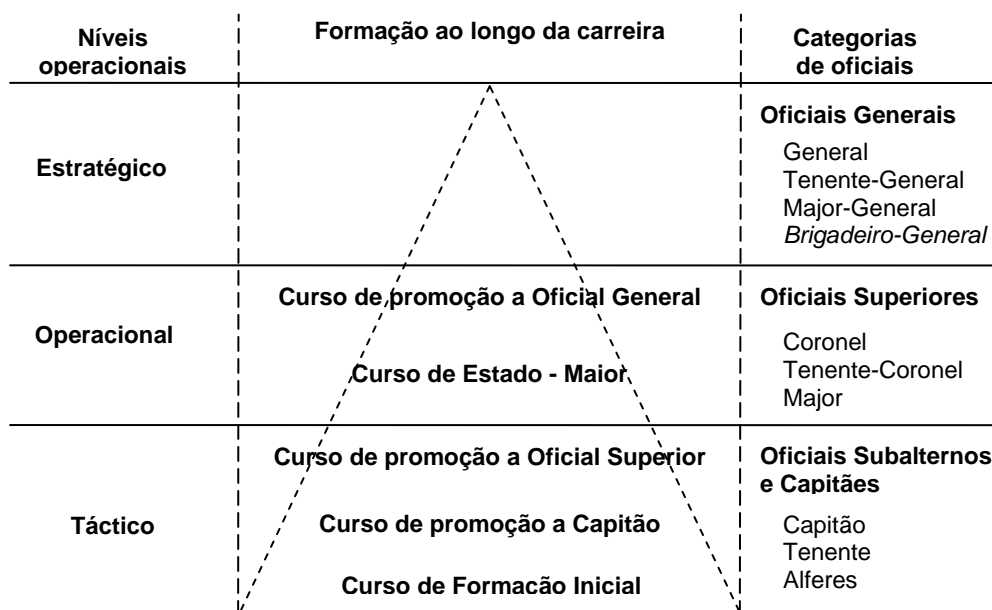 Níveis
operacionais
Formação ao longo da carreira
Categorias
de oficiais
Estratégico
Oficiais Generais
General
Tenente-General
Major-General
Brigadeiro-General
Operacional
Curso de promoção a Oficial General
Curso de Estado - Maior
Oficiais Superiores
Coronel
Tenente-Coronel
Major
Táctico
Curso de promoção a Oficial Superior
Curso de promoção a Capitão
Curso de Formacão Inicial
Oficiais Subalternos
e Capitães
Capitão
Tenente
Alferes